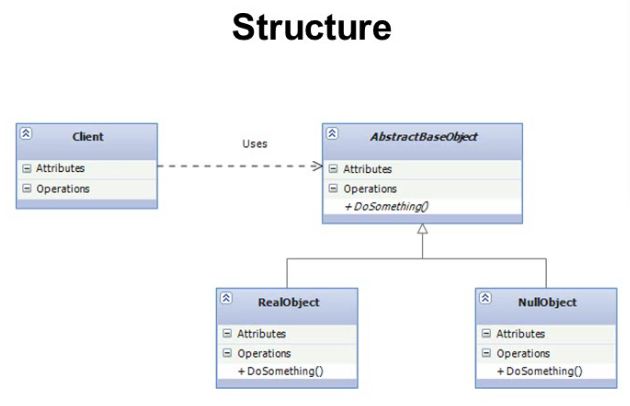 Structure
Client
Attributes
Operations
Uses
AbstractBaseObject
Attributes
Operations
+ DoSomething()
RealObject
Attributes
Operations
+ DoSomething()
NullObject
Attributes
Operations
+ DoSomething()